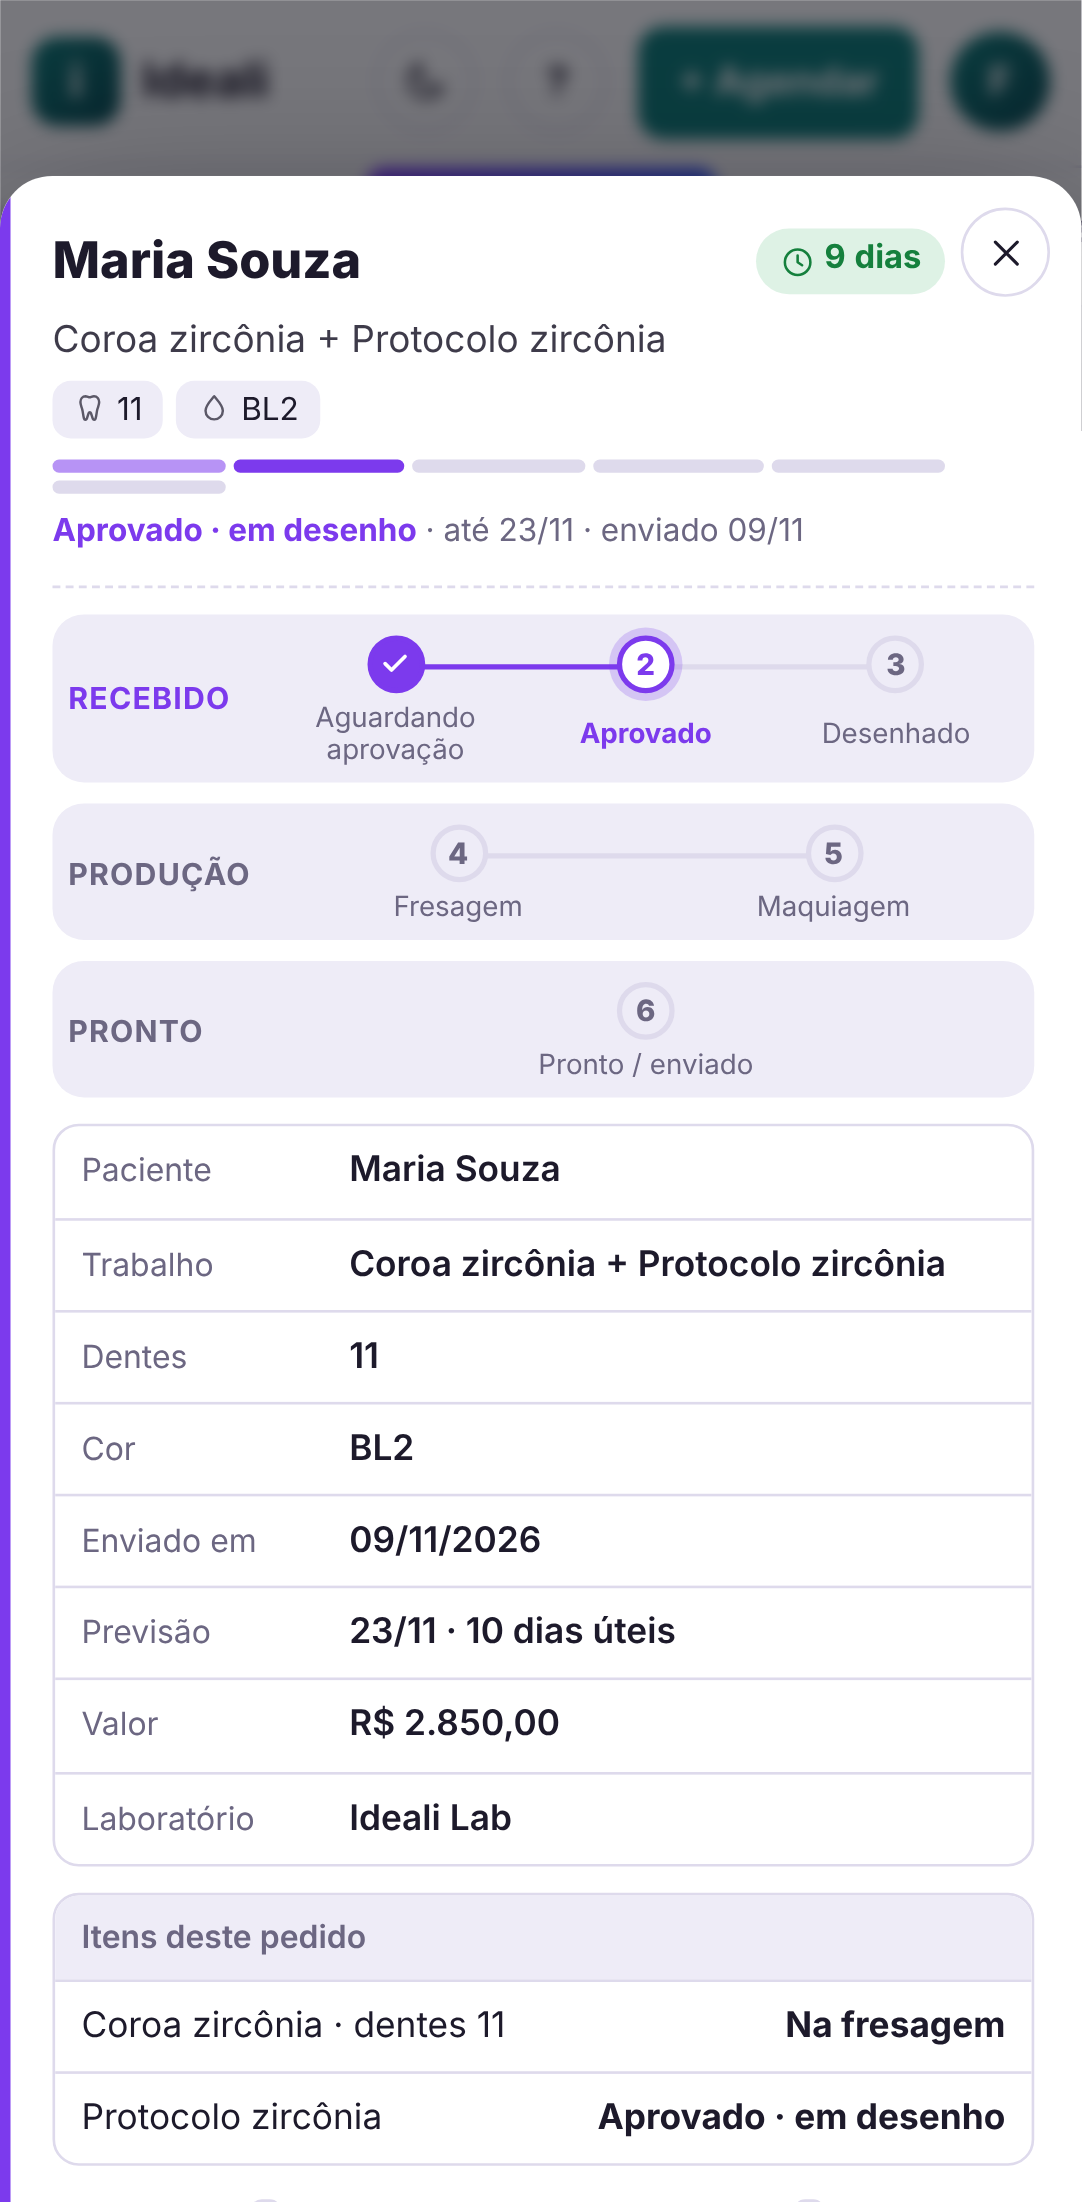 Ideali
?
+ Agendar
F
Maria Souza
9 dias
Coroa zircônia + Protocolo zircônia
11
BL2
Aprovado · em desenho · até 23/11 · enviado 09/11
RECEBIDO
2
3
Aguardando
aprovação
Aprovado
Desenhado
PRODUÇÃO
4
5
Fresagem
Maquiagem
PRONTO
6
Pronto / enviado
Paciente Maria Souza
Trabalho Coroa zircônia + Protocolo zircônia
Dentes 11
Cor BL2
Enviado em 09/11/2026
Previsão 23/11 · 10 dias úteis
Valor R$ 2.850,00
Laboratório Ideali Lab
Itens deste pedido
Coroa zircônia · dentes 11 Na fresagem
Protocolo zircônia Aprovado · em desenho